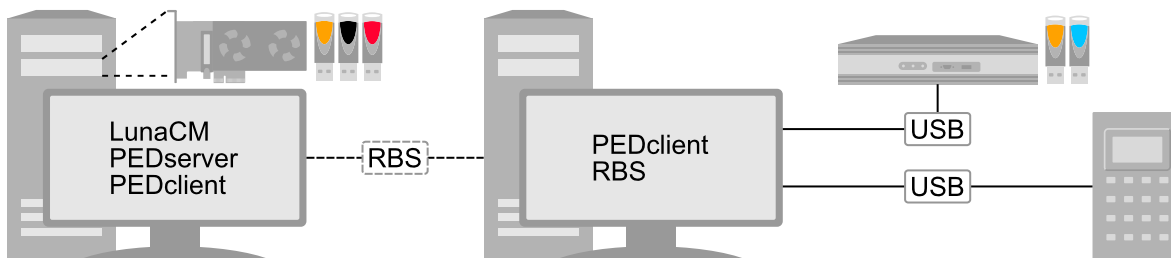 LunaCM
PEDserver
PEDclient
RBS
PEDclient
RBS
USB
USB